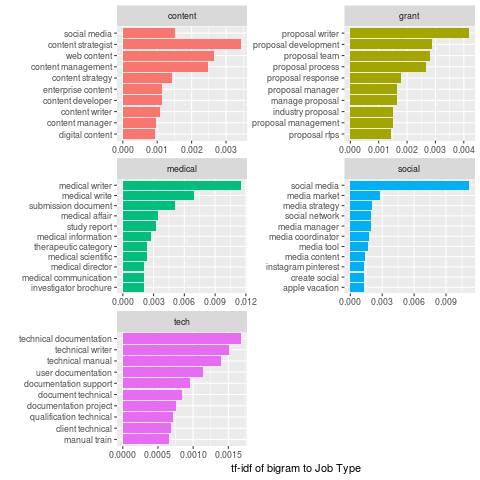 content
social media
content strategist
web content
content management
content strategy
enterprise content
content developer
content writer
content manager
digital content
0.000 0.001 0.002 0.003
grant
proposal writer
proposal development
proposal team
proposal process
proposal response
proposal manager
manage proposal
industry proposal
proposal management
proposal rfps
0.000 0.001 0.002 0.003 0.004
medical
medical writer
medical write
submission document
medical affair
study report
medical information
therapeutic category
medical scientific
medical director
medical communication
investigator brochure
0.000 0.003 0.006 0.009 0.012
social
social media
media market
media strategy
social network
media manager
media coordinator
media tool
media content
instagram pinterest
create social
apple vacation
0.000 0.003 0.006 0.009
tech
technical documentation
technical writer
technical manual
user documentation
documentation support
document technical
documentation project
qualification technical
client technical
manual train
0.0000 0.0005 0.0010 0.0015
tf-idf of bigram to Job Type